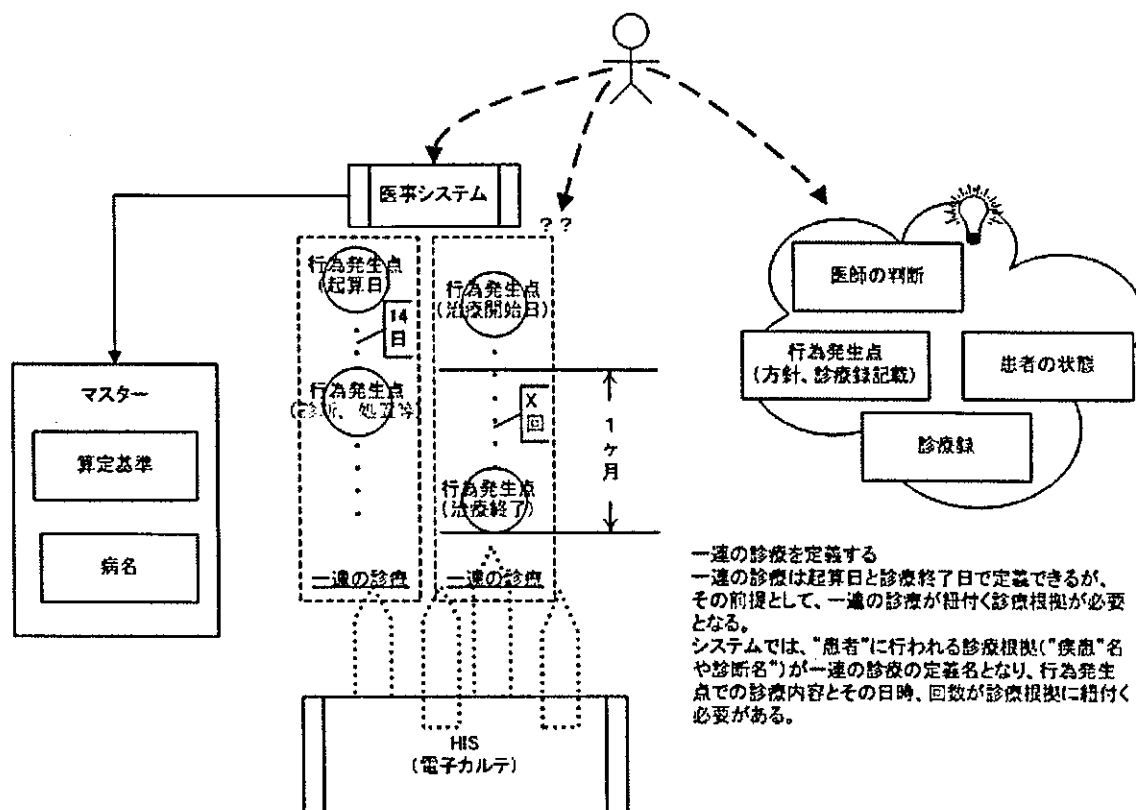 医事システム
??
行為発生点
(起算日)
14
日
行為発生点
(診断、処置等)
一連の診療
行為発生点
(治療開始日)
X
回
1ヶ月
行為発生点
(治療終了)
一連の診療
マスター
算定基準
病名
医師の判断
行為発生点
(方針、診療録記載)
患者の状態
診療録
HIS
(電子カルテ)
一連の診療を定義する
一連の診療は起算日と診療終了日で定義できるが、
その前提として、一連の診療が紐付く診療根拠が必要
となる。
システムでは、"患者"に行われる診療根拠("疾患"名
や診断名")が一連の診療の定義名となり、行為発生
点での診療内容とその日時、回数が診療根拠に紐付く
必要がある。